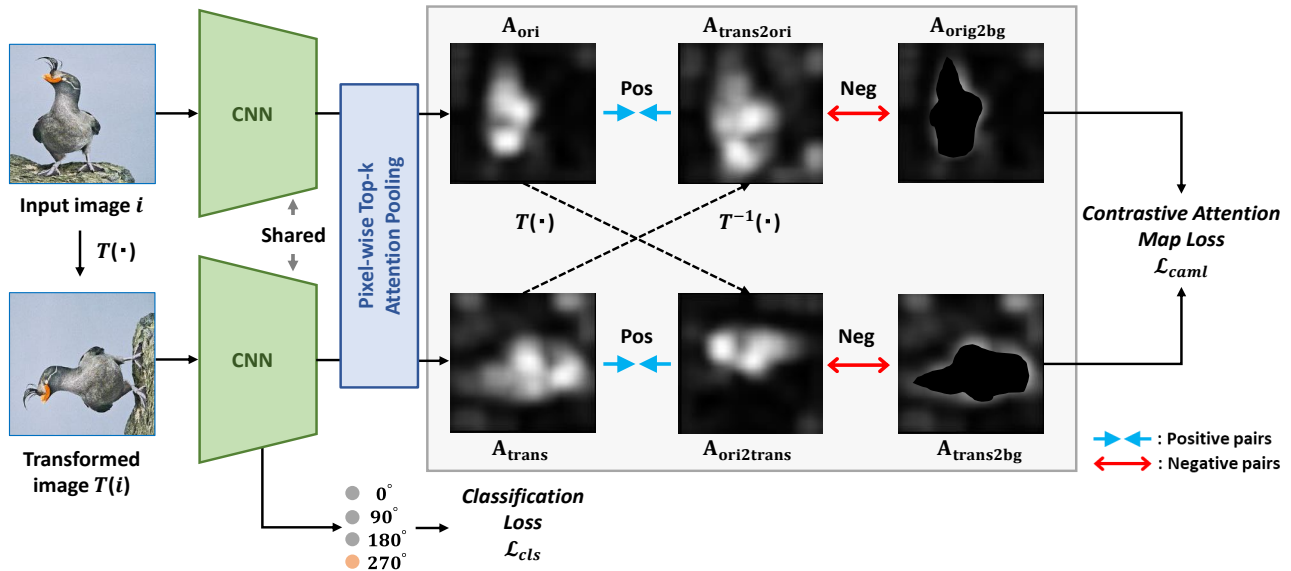 A_ori
A_trans2ori
A_orig2bg
CNN
Pos
Neg
Pixel-wise Top-k
Attention Pooling
Input image i
T(·)
Shared
T(·)
T⁻¹(·)
Contrastive Attention
Map Loss
ℒ_caml
CNN
Pos
Neg
A_trans
A_ori2trans
A_trans2bg
Transformed
image T(i)
: Positive pairs
: Negative pairs
0°
90°
180°
270°
Classification
Loss
ℒ_cls